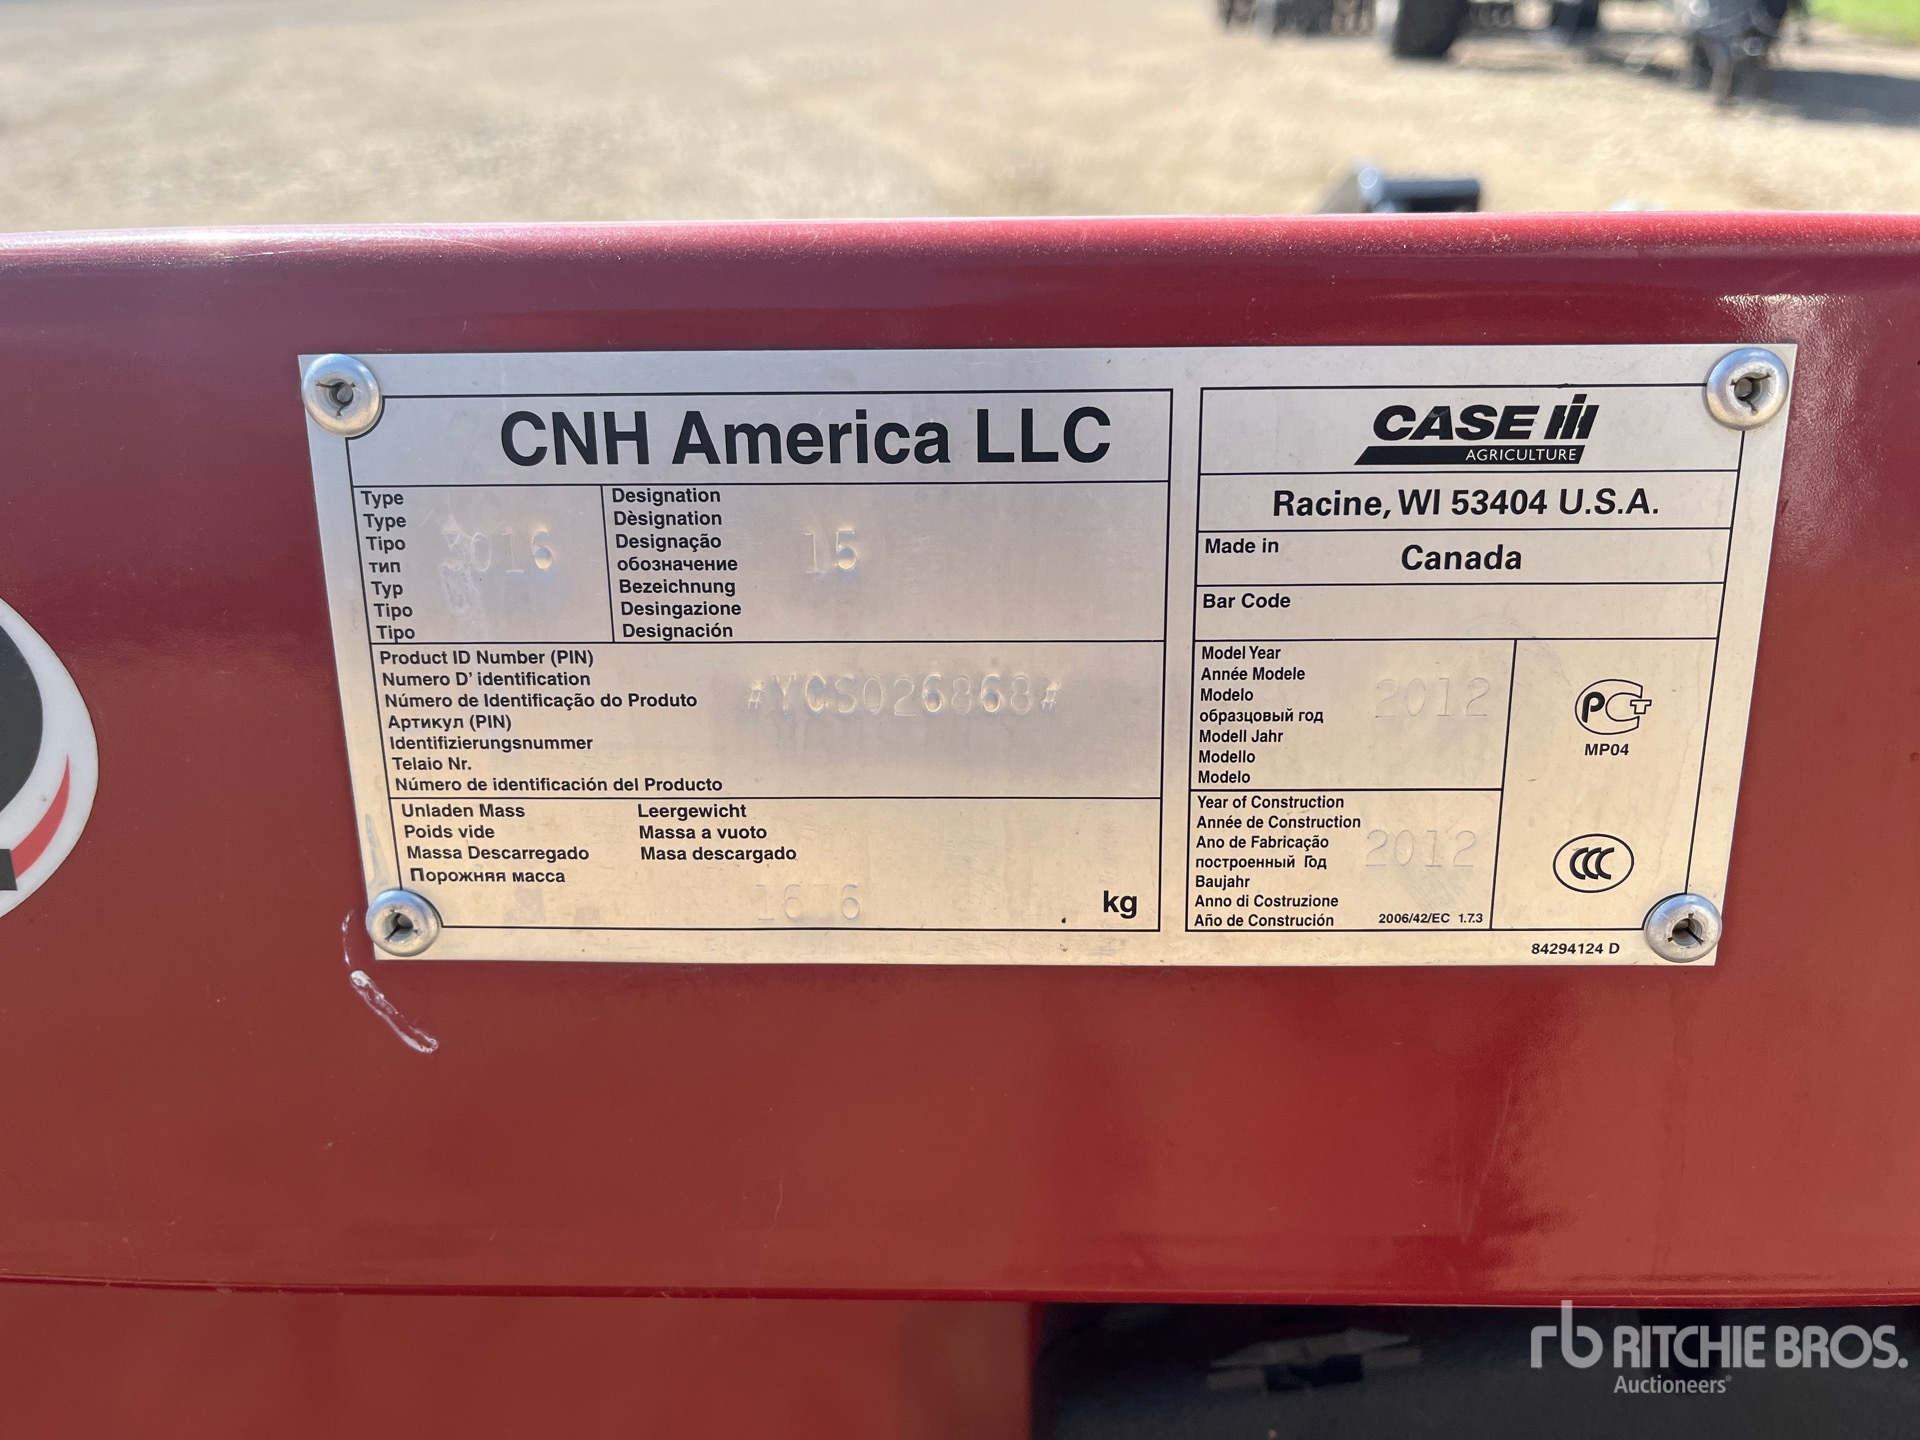 CNH America LLC
Type
Type
Tipo
тип
Typ
Tipo
Tipo
3016
Designation
Dèsignation
Designação
обозначение
Bezeichnung
Desingazione
Designación
15
Product ID Number (PIN)
Numero D' identification
Número de Identificação do Produto
Артикул (PIN)
Identifizierungsnummer
Telaio Nr.
Número de identificación del Producto
#YCS026868#
Unladen Mass
Poids vide
Massa Descarregado
Порожняя масса
Leergewicht
Massa a vuoto
Masa descargado
kg
CASE IH
AGRICULTURE
Racine, WI 53404 U.S.A.
Made in Canada
Bar Code
Model Year
Année Modele
Modelo
образцовый год
Modell Jahr
Modello
Modelo
2012
Year of Construction
Année de Construction
Ano de Fabricação
построенный Год
Baujahr
Anno di Costruzione
Año de Construción
2012
2006/42/EC 1.7.3
PCT
MP04
CCC
84294124 D
rb RITCHIE BROS.
Auctioneers